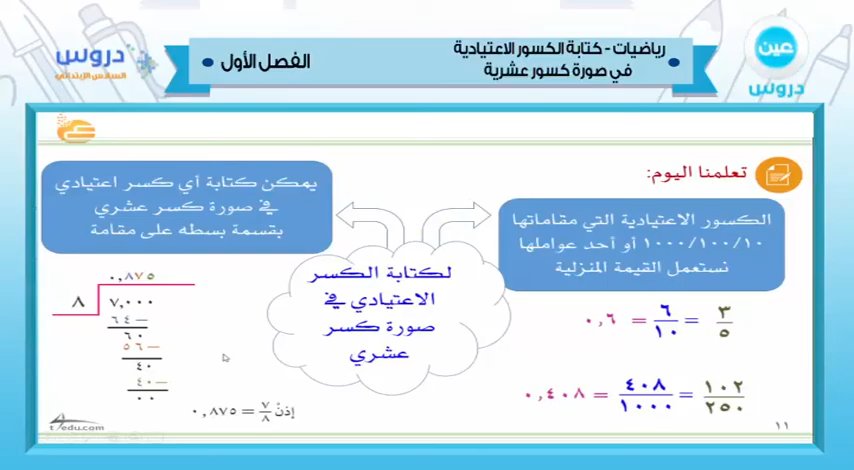 عين
دروس
رياضيات - كتابة الكسور الاعتيادية
في صورة كسور عشرية
الفصل الأول
دروس
السادس الابتدائي
تعلمنا اليوم:
الكسور الاعتيادية التي مقاماتها
١٠/ ١٠٠/ ١٠٠٠ أو أحد عواملها
نستعمل القيمة المنزلية
يمكن كتابة أي كسر اعتيادي
في صورة كسر عشري
بقسمة بسطه على مقامة
لكتابة الكسر
الاعتيادي في
صورة كسر
عشري
٣/٥ = ٦/١٠ = ٠,٦
١٠٢/٢٥٠ = ٤٠٨/١٠٠٠ = ٠,٤٠٨
٠,٨٧٥
٨ ٧,٠٠٠
٦٤−
٦٠
٥٦−
٤٠
٤٠−
٠٠
إذنْ ٧/٨ = ٠,٨٧٥
t4edu.com
١١